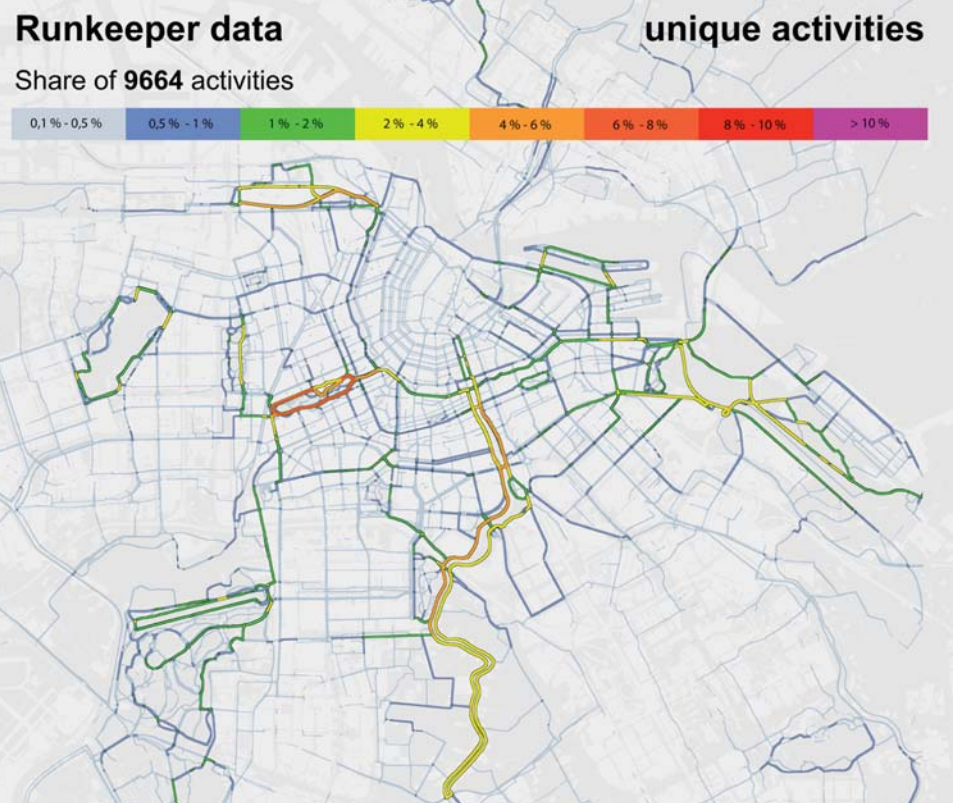 Runkeeper data
unique activities
Share of 9664 activities
0,1 % - 0,5 %
0,5 % - 1 %
1 % - 2 %
2 % - 4 %
4 % - 6 %
6 % - 8 %
8 % - 10 %
> 10 %